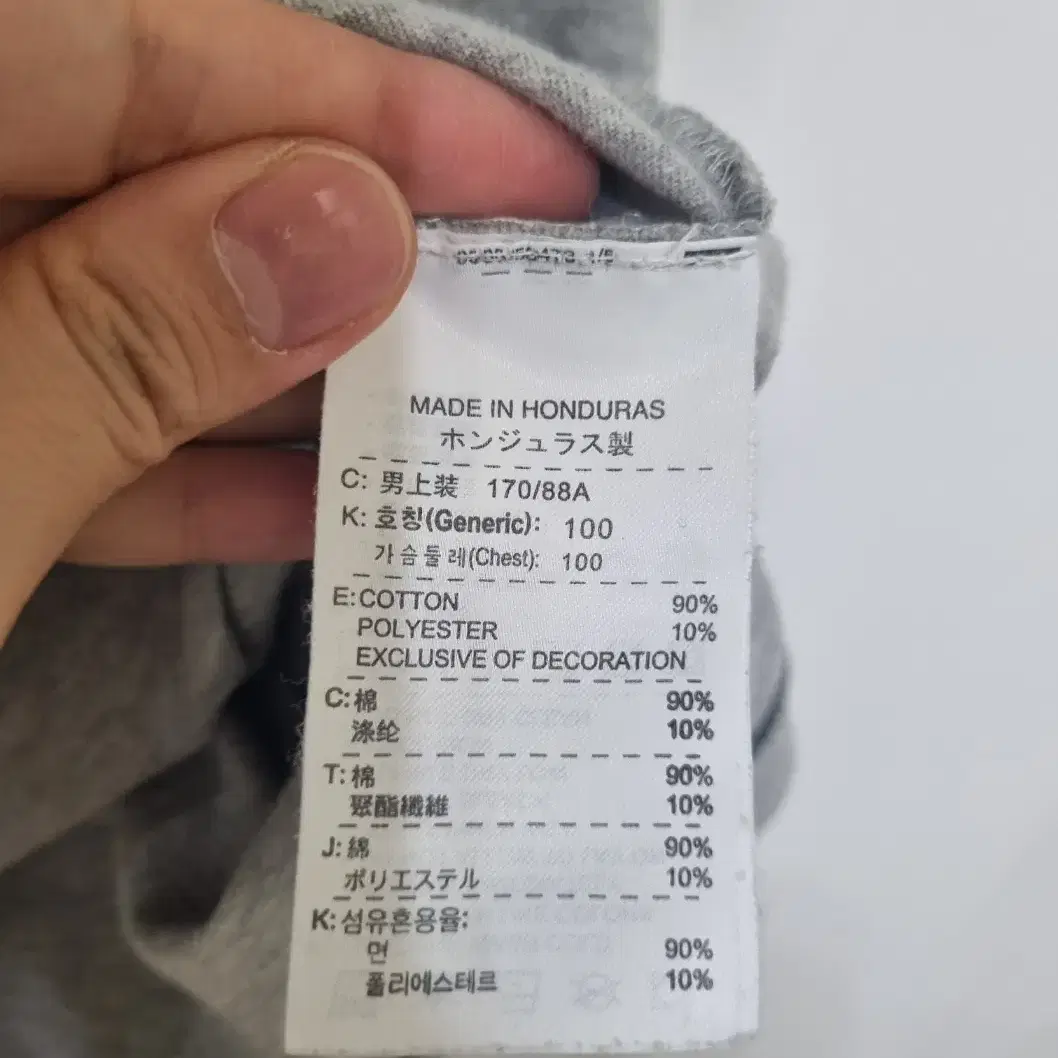 MADE IN HONDURAS
ホンジュラス製
C: 男上装 170/88A
K: 호칭(Generic): 100
가슴둘레(Chest): 100
E:COTTON 90%
POLYESTER 10%
EXCLUSIVE OF DECORATION
C:棉 90%
涤纶 10%
T:棉 90%
聚酯纖維 10%
J:綿 90%
ポリエステル 10%
K:섬유혼용율:
면 90%
폴리에스테르 10%